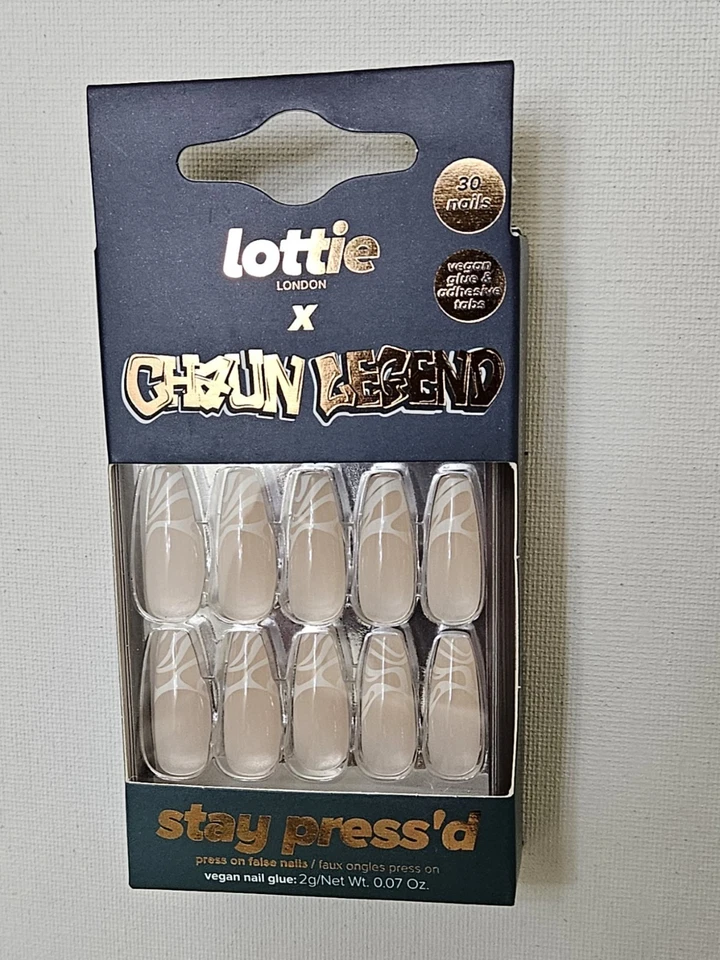 30
nails
lottie
LONDON
vegan
glue &
adhesive
tabs
x
CHAUN LEGEND
stay press'd
press on false nails / faux ongles press on
vegan nail glue: 2g/Net Wt. 0.07 Oz.